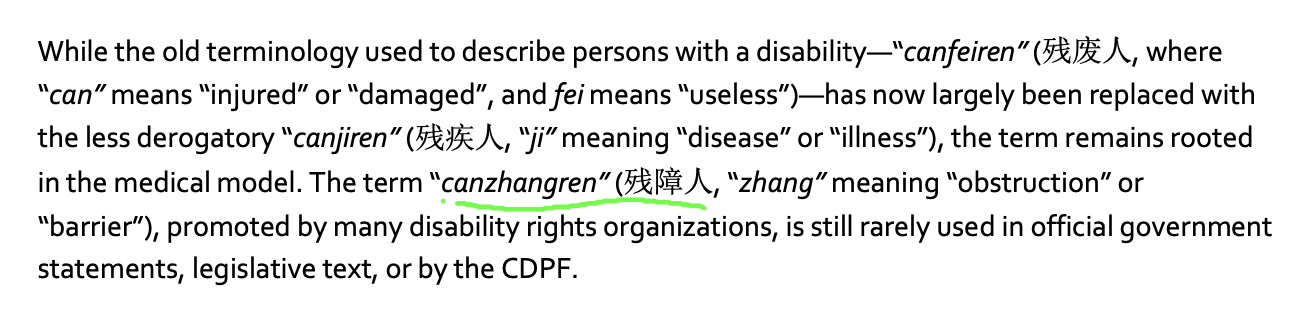 While the old terminology used to describe persons with a disability—“canfeiren” (残废人, where
“can” means “injured” or “damaged”, and fei means “useless”)—has now largely been replaced with
the less derogatory “canjiren” (残疾人, “ji” meaning “disease” or “illness”), the term remains rooted
in the medical model. The term “canzhangren” (残障人, “zhang” meaning “obstruction” or
“barrier”), promoted by many disability rights organizations, is still rarely used in official government
statements, legislative text, or by the CDPF.